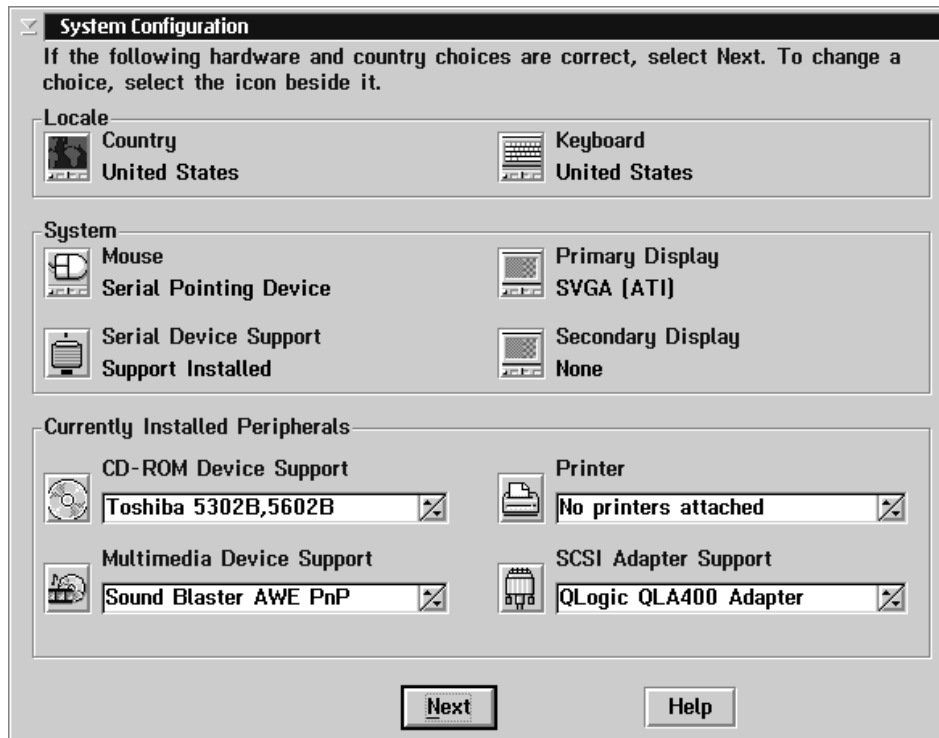 System Configuration
If the following hardware and country choices are correct, select Next. To change a
choice, select the icon beside it.
Locale
Country
United States
Keyboard
United States
System
Mouse
Serial Pointing Device
Primary Display
SVGA (ATI)
Serial Device Support
Support Installed
Secondary Display
None
Currently Installed Peripherals
CD-ROM Device Support
Toshiba 5302B,5602B
Printer
No printers attached
Multimedia Device Support
Sound Blaster AWE PnP
SCSI Adapter Support
QLogic QLA400 Adapter
Next
Help